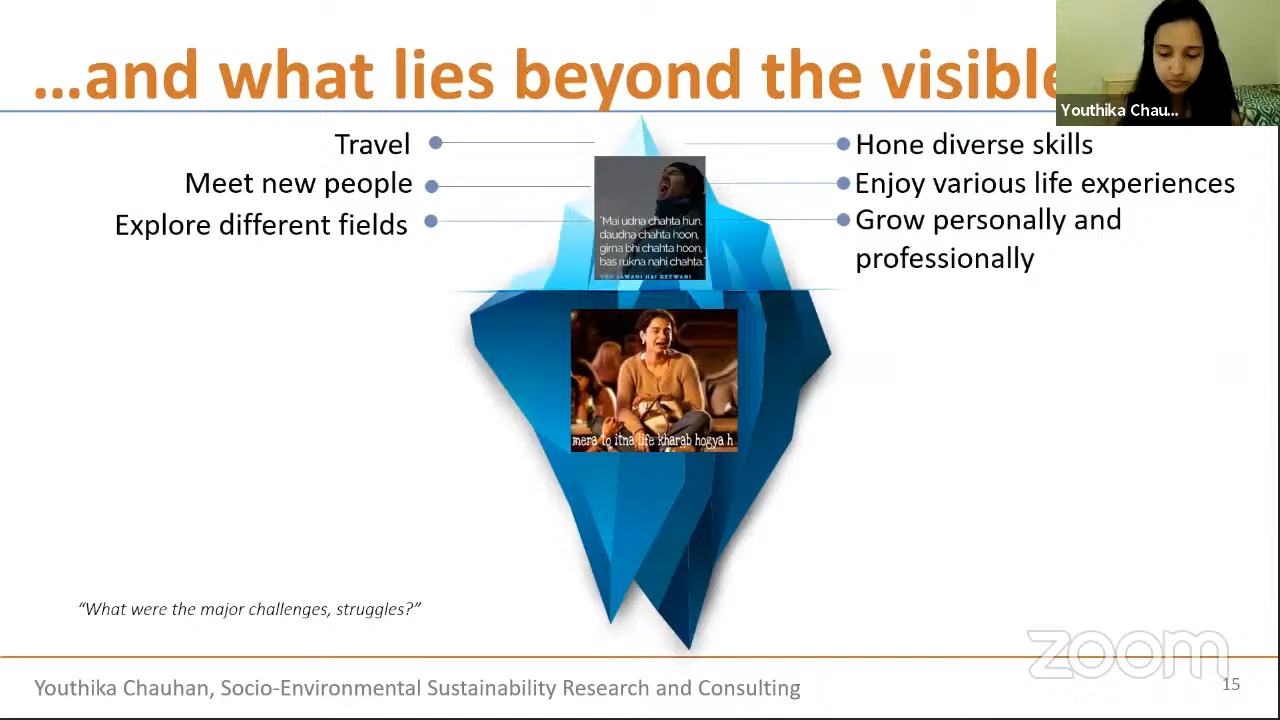 ...and what lies beyond the visible
Youthika Chau...
Travel
Meet new people
Explore different fields
Hone diverse skills
Enjoy various life experiences
Grow personally and
professionally
"Mai udna chahta hun,
daudna chahta hoon,
girna bhi chahta hoon,
bas rukna nahi chahta."
YEH JAWANI HAI DEEWANI
mera to itna life kharab hogya h
“What were the major challenges, struggles?”
zoom
Youthika Chauhan, Socio-Environmental Sustainability Research and Consulting
15